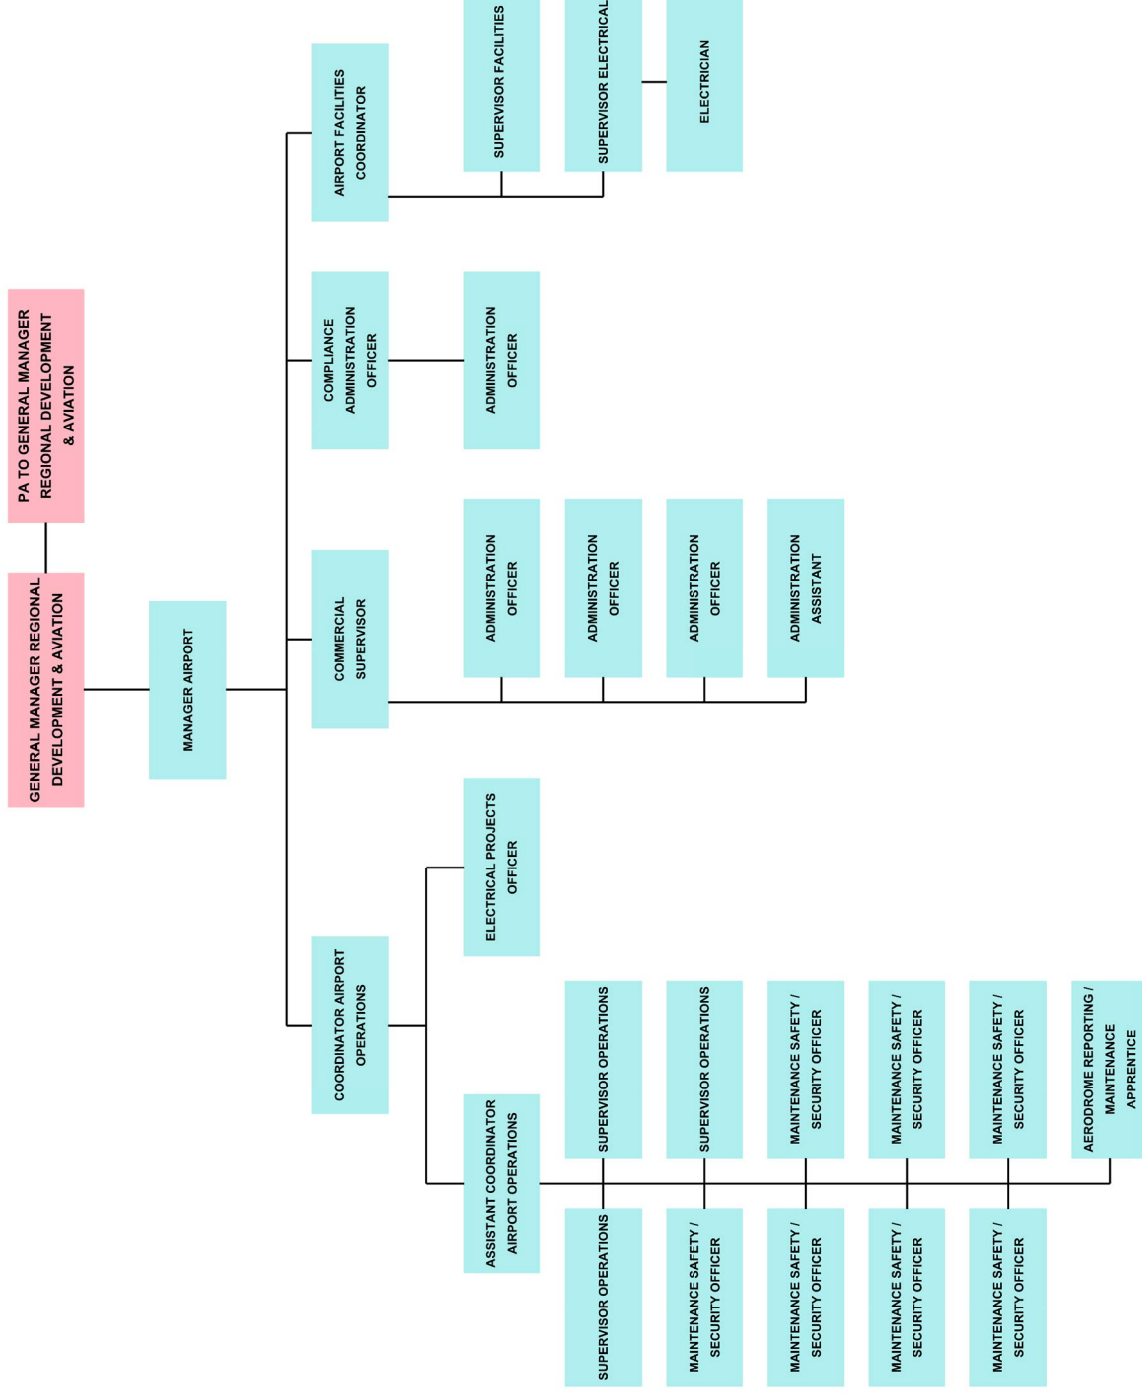 GENERAL MANAGER REGIONAL
DEVELOPMENT & AVIATION
PA TO GENERAL MANAGER
REGIONAL DEVELOPMENT
& AVIATION
MANAGER AIRPORT
COORDINATOR AIRPORT
OPERATIONS
COMMERCIAL
SUPERVISOR
COMPLIANCE
ADMINISTRATION
OFFICER
AIRPORT FACILITIES
COORDINATOR
ASSISTANT COORDINATOR
AIRPORT OPERATIONS
ELECTRICAL PROJECTS
OFFICER
ADMINISTRATION
OFFICER
ADMINISTRATION
OFFICER
SUPERVISOR FACILITIES
SUPERVISOR OPERATIONS
SUPERVISOR OPERATIONS
ADMINISTRATION
OFFICER
SUPERVISOR ELECTRICAL
MAINTENANCE SAFETY /
SECURITY OFFICER
SUPERVISOR OPERATIONS
ADMINISTRATION
OFFICER
ELECTRICIAN
MAINTENANCE SAFETY /
SECURITY OFFICER
MAINTENANCE SAFETY /
SECURITY OFFICER
ADMINISTRATION
ASSISTANT
MAINTENANCE SAFETY /
SECURITY OFFICER
MAINTENANCE SAFETY /
SECURITY OFFICER
MAINTENANCE SAFETY /
SECURITY OFFICER
MAINTENANCE SAFETY /
SECURITY OFFICER
AERODROME REPORTING /
MAINTENANCE
APPRENTICE